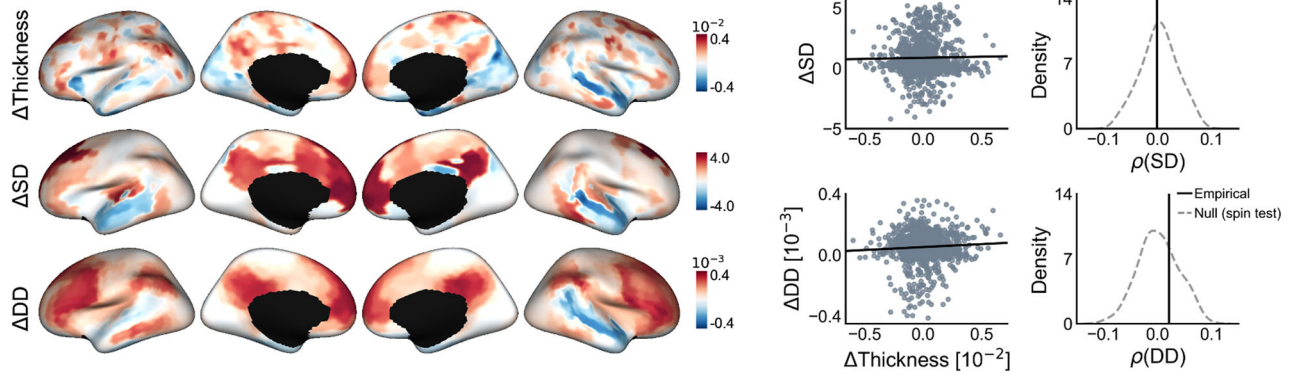 ΔThickness
10⁻²
0.4
-0.4
ΔSD
4.0
-4.0
ΔDD
10⁻³
0.4
-0.4
ΔSD
5
0
−5
−0.5 0.0 0.5
Density
14
7
0
−0.1 0.0 0.1
ρ(SD)
ΔDD [10⁻³]
0.4
0.0
−0.4
−0.5 0.0 0.5
ΔThickness [10⁻²]
Density
14
7
0
−0.1 0.0 0.1
ρ(DD)
Empirical
Null (spin test)